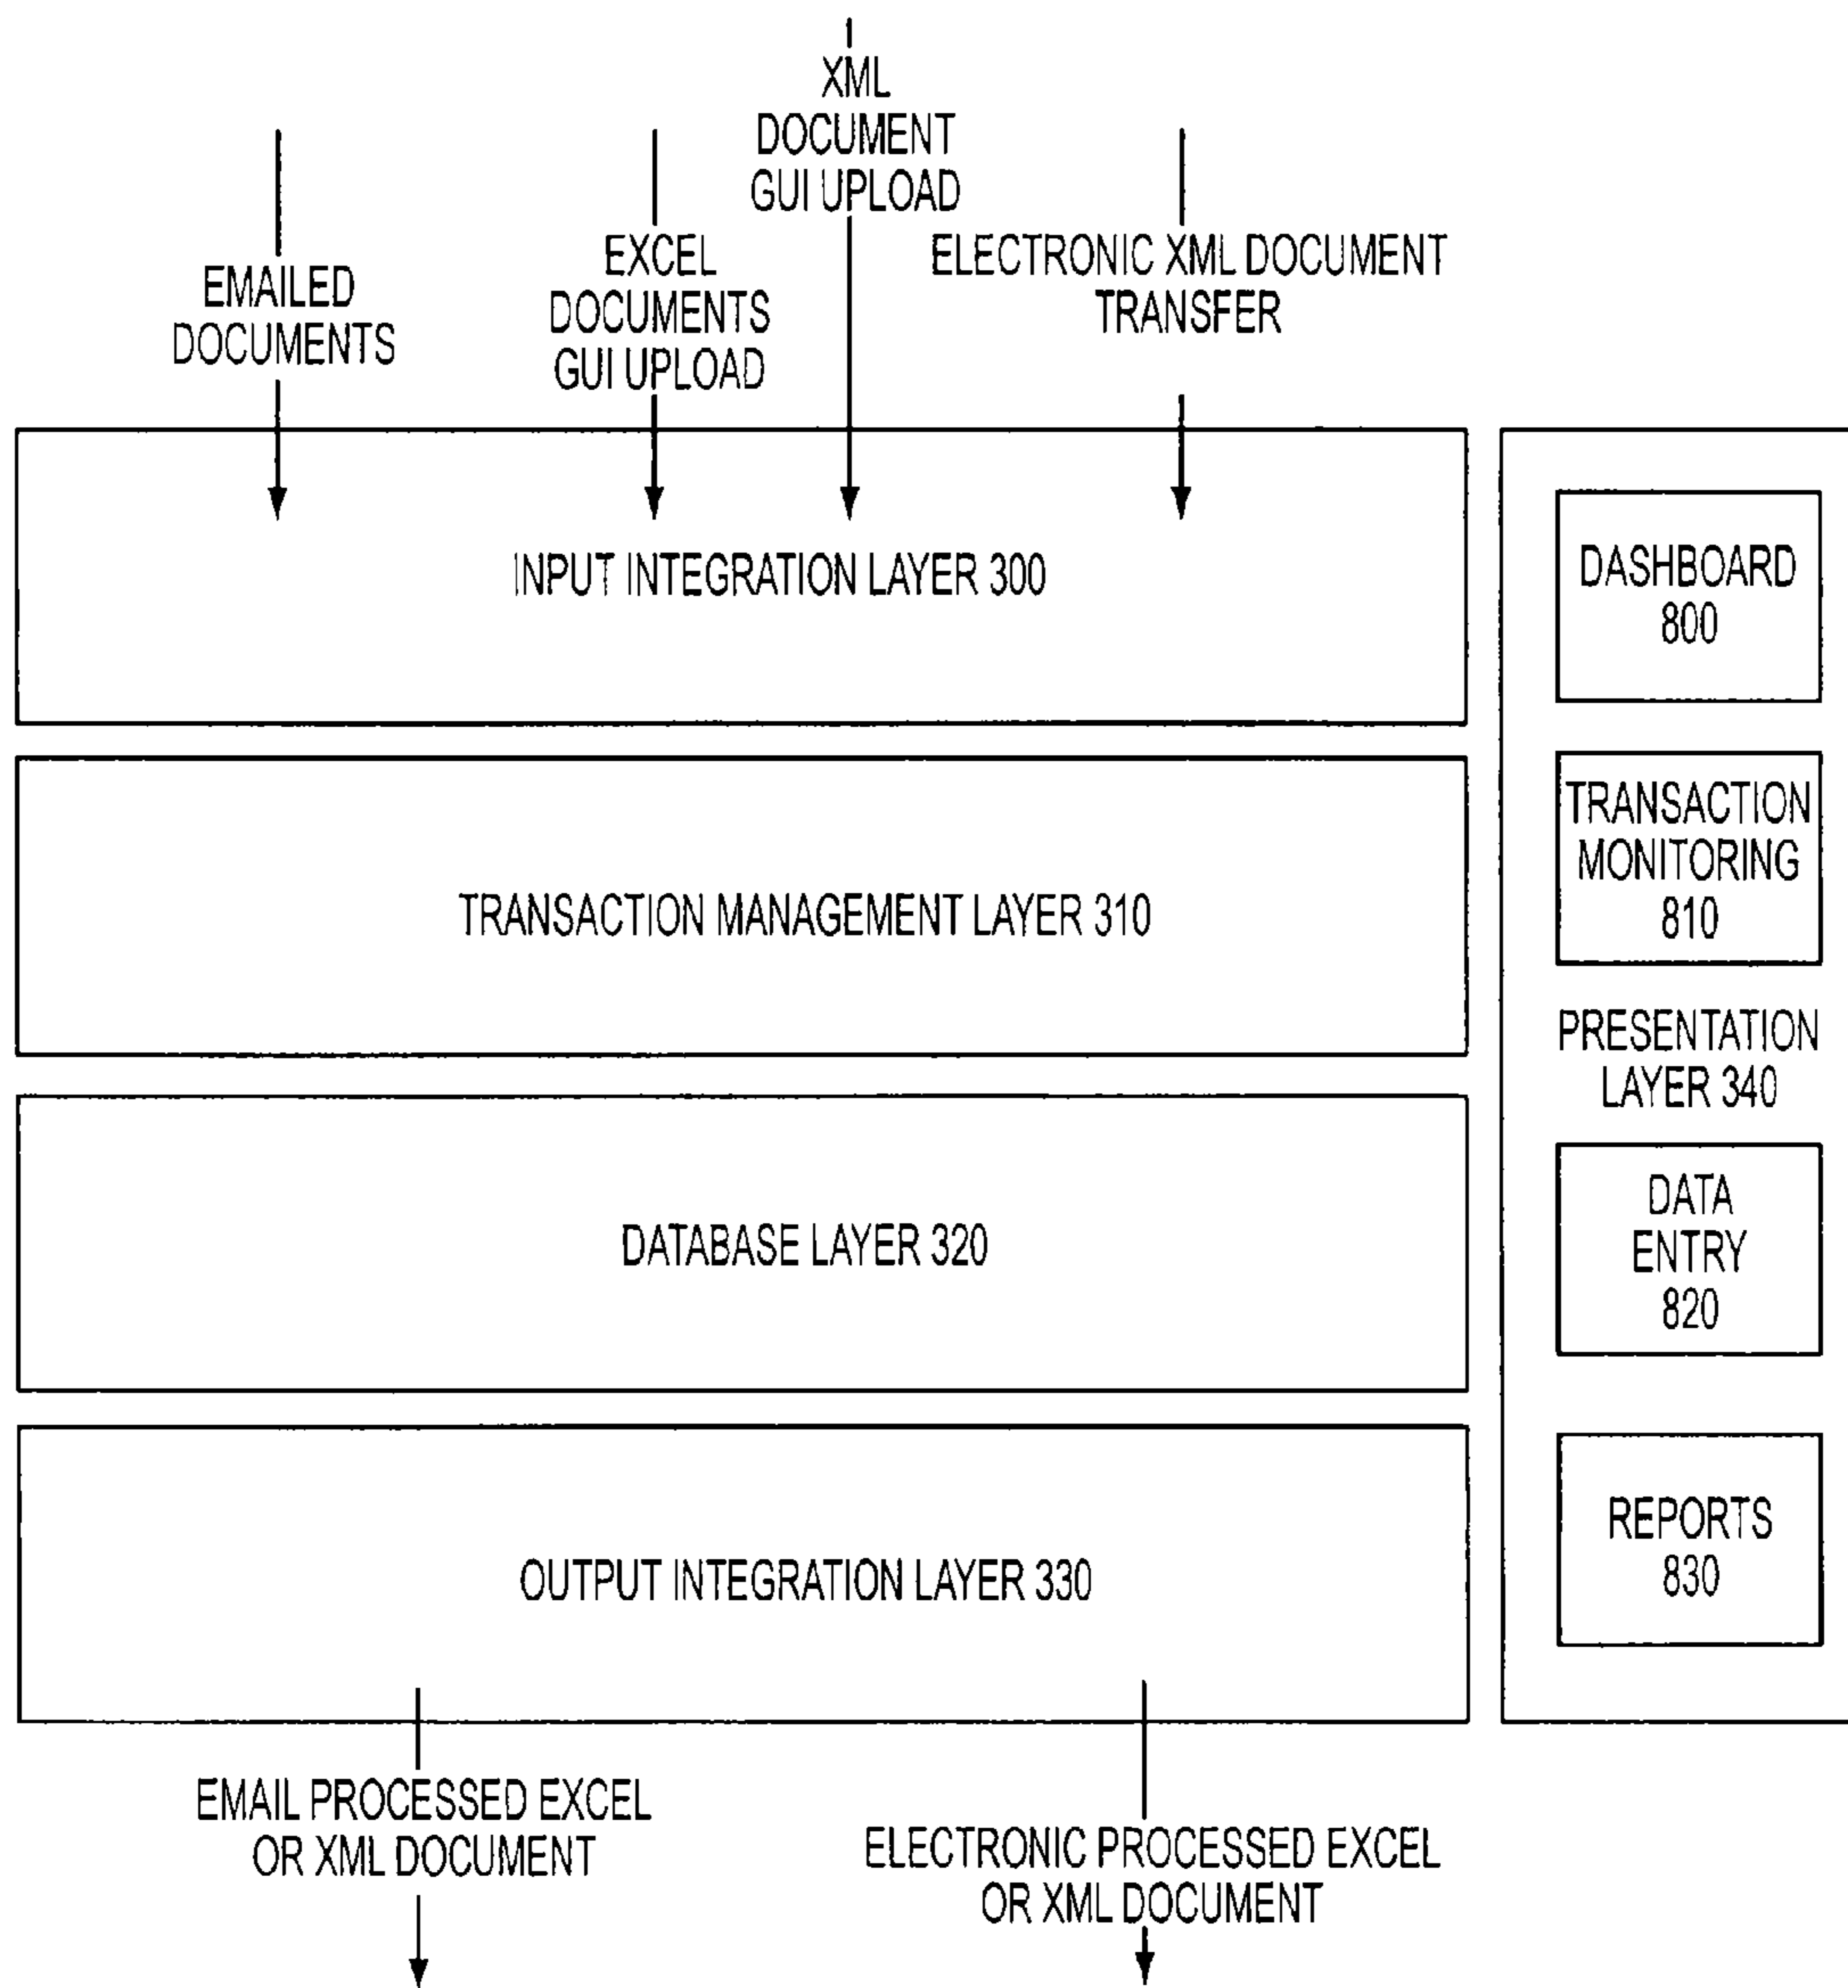 XML
DOCUMENT
GUI UPLOAD
EMAILED
DOCUMENTS
EXCEL
DOCUMENTS
GUI UPLOAD
ELECTRONIC XML DOCUMENT
TRANSFER
INPUT INTEGRATION LAYER 300
TRANSACTION MANAGEMENT LAYER 310
DATABASE LAYER 320
OUTPUT INTEGRATION LAYER 330
DASHBOARD
800
TRANSACTION
MONITORING
810
PRESENTATION
LAYER 340
DATA
ENTRY
820
REPORTS
830
EMAIL PROCESSED EXCEL
OR XML DOCUMENT
ELECTRONIC PROCESSED EXCEL
OR XML DOCUMENT